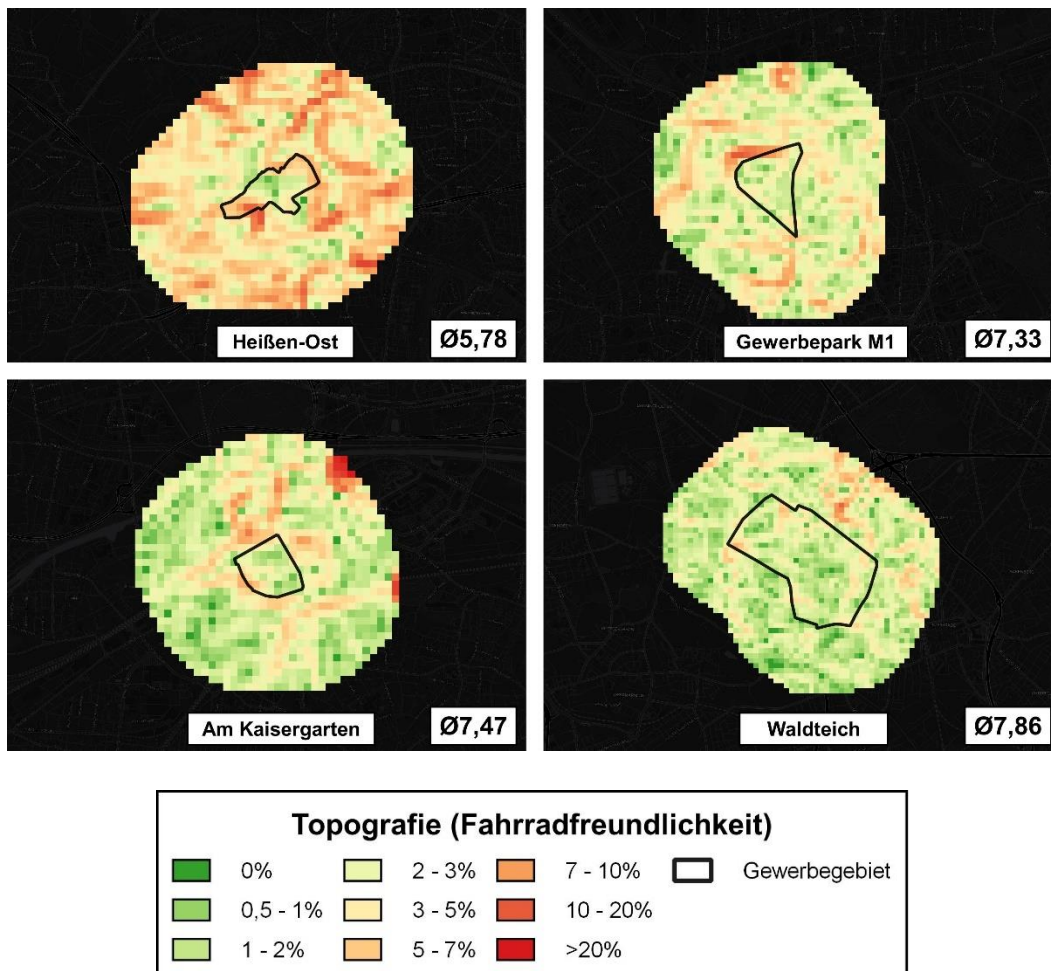 Heißen-Ost
Ø5,78
Gewerbepark M1
Ø7,33
Am Kaisergarten
Ø7,47
Waldteich
Ø7,86
Topografie (Fahrradfreundlichkeit)
0% 2 - 3% 7 - 10% Gewerbegebiet
0,5 - 1% 3 - 5% 10 - 20%
1 - 2% 5 - 7% >20%